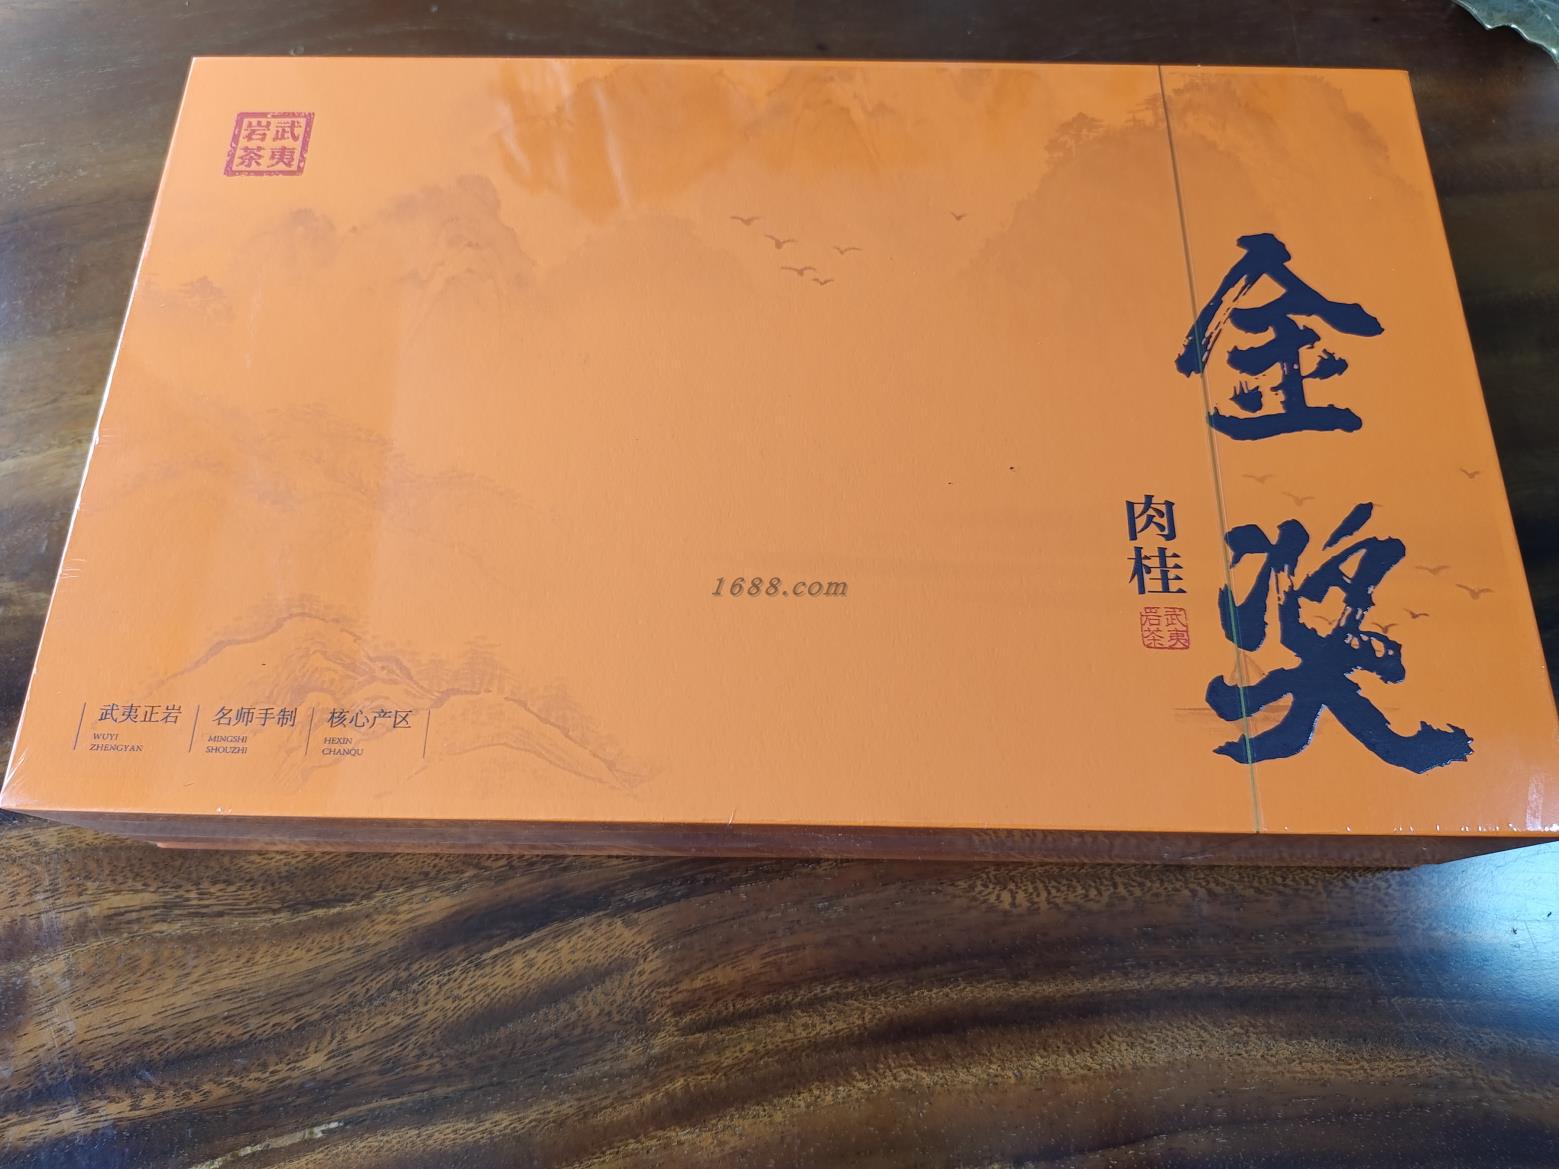 武夷
岩茶
金奖
肉桂
武夷
岩茶
1688.com
武夷正岩
WUYI
ZHENGYAN
名师手制
MINGSHI
SHOUZHI
核心产区
HEXIN
CHANQU